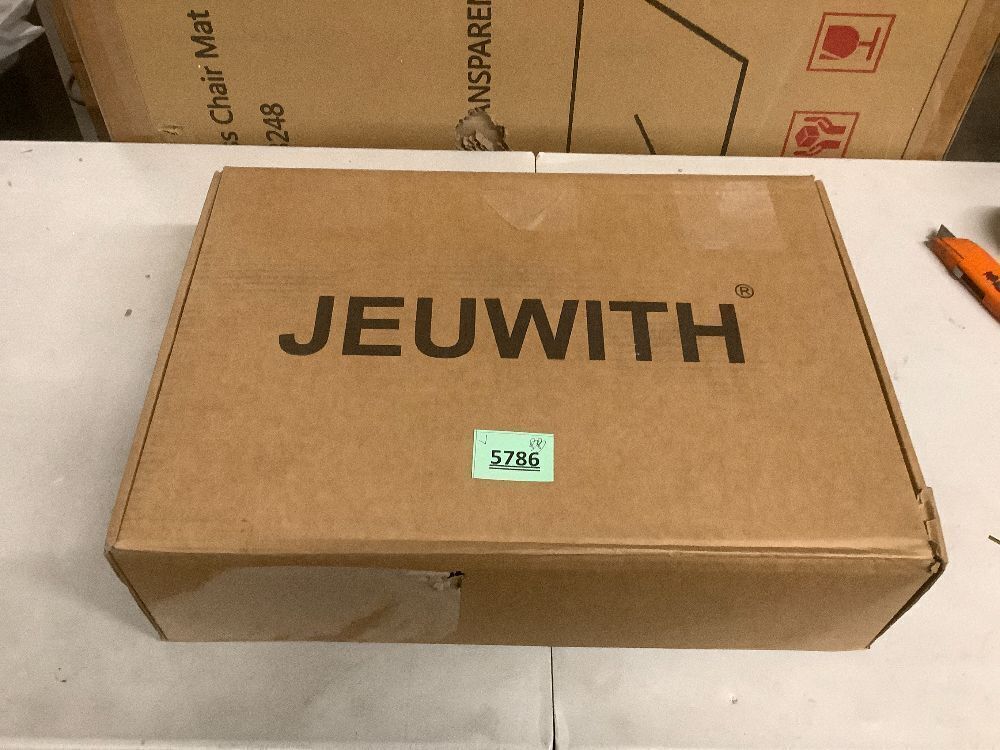 s Chair Mat
248
ANSPAREN
JEUWITH®
5786